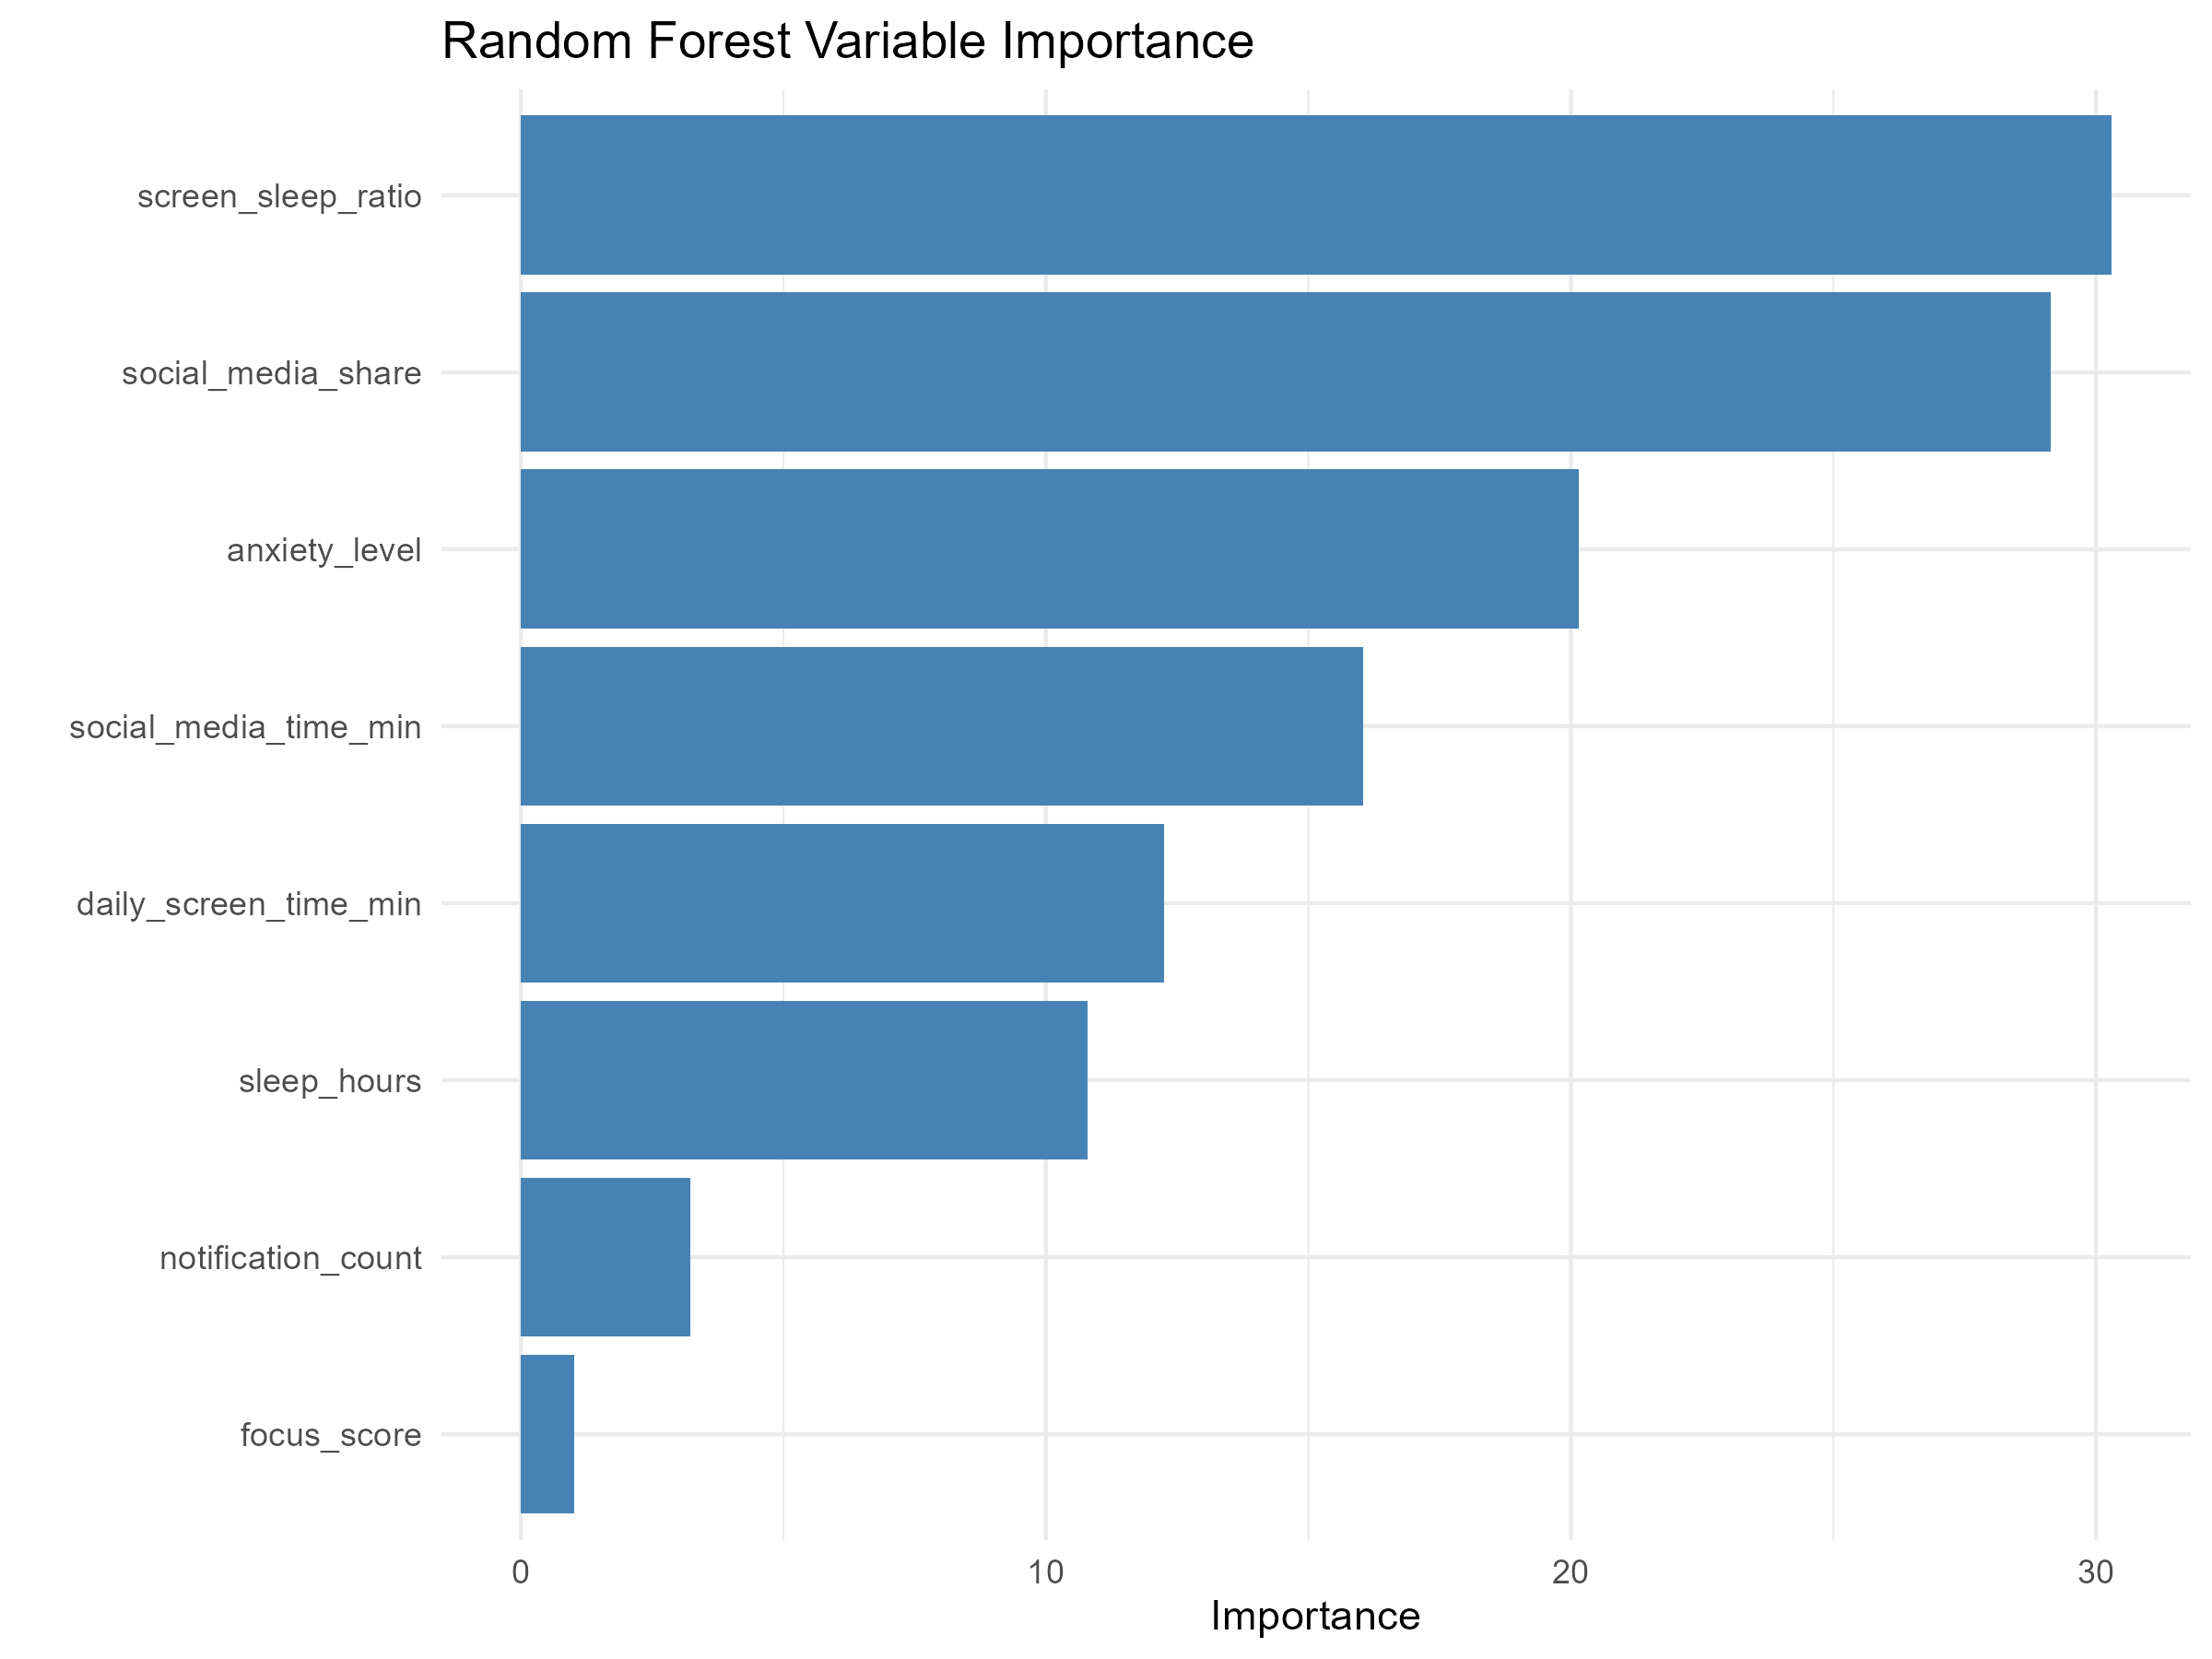 Random Forest Variable Importance
screen_sleep_ratio
social_media_share
anxiety_level
social_media_time_min
daily_screen_time_min
sleep_hours
notification_count
focus_score
0 10 20 30
Importance